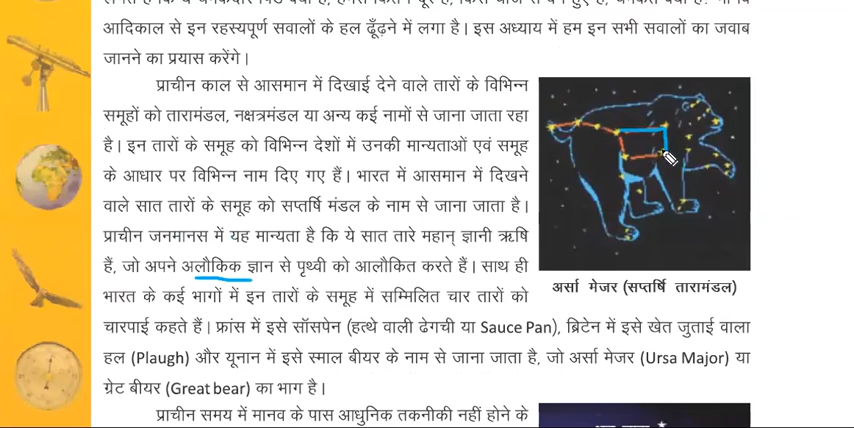 आदिकाल से इन रहस्यपूर्ण सवालों के हल ढूँढ़ने में लगा है। इस अध्याय में हम इन सभी सवालों का जवाब
जानने का प्रयास करेंगे।
प्राचीन काल से आसमान में दिखाई देने वाले तारों के विभिन्न
समूहों को तारामंडल, नक्षत्रमंडल या अन्य कई नामों से जाना जाता रहा
है। इन तारों के समूह को विभिन्न देशों में उनकी मान्यताओं एवं समूह
के आधार पर विभिन्न नाम दिए गए हैं। भारत में आसमान में दिखने
वाले सात तारों के समूह को सप्तर्षि मंडल के नाम से जाना जाता है।
प्राचीन जनमानस में यह मान्यता है कि ये सात तारे महान् ज्ञानी ऋषि
हैं, जो अपने अलौकिक ज्ञान से पृथ्वी को आलोकित करते हैं। साथ ही
भारत के कई भागों में इन तारों के समूह में सम्मिलित चार तारों को
चारपाई कहते हैं। फ्रांस में इसे सॉसपेन (हत्थे वाली ढेगची या Sauce Pan), ब्रिटेन में इसे खेत जुताई वाला
हल (Plaugh) और यूनान में इसे स्माल बीयर के नाम से जाना जाता है, जो अर्सा मेजर (Ursa Major) या
ग्रेट बीयर (Great bear) का भाग है।
अर्सा मेजर (सप्तर्षि तारामंडल)
प्राचीन समय में मानव के पास आधुनिक तकनीकी नहीं होने के